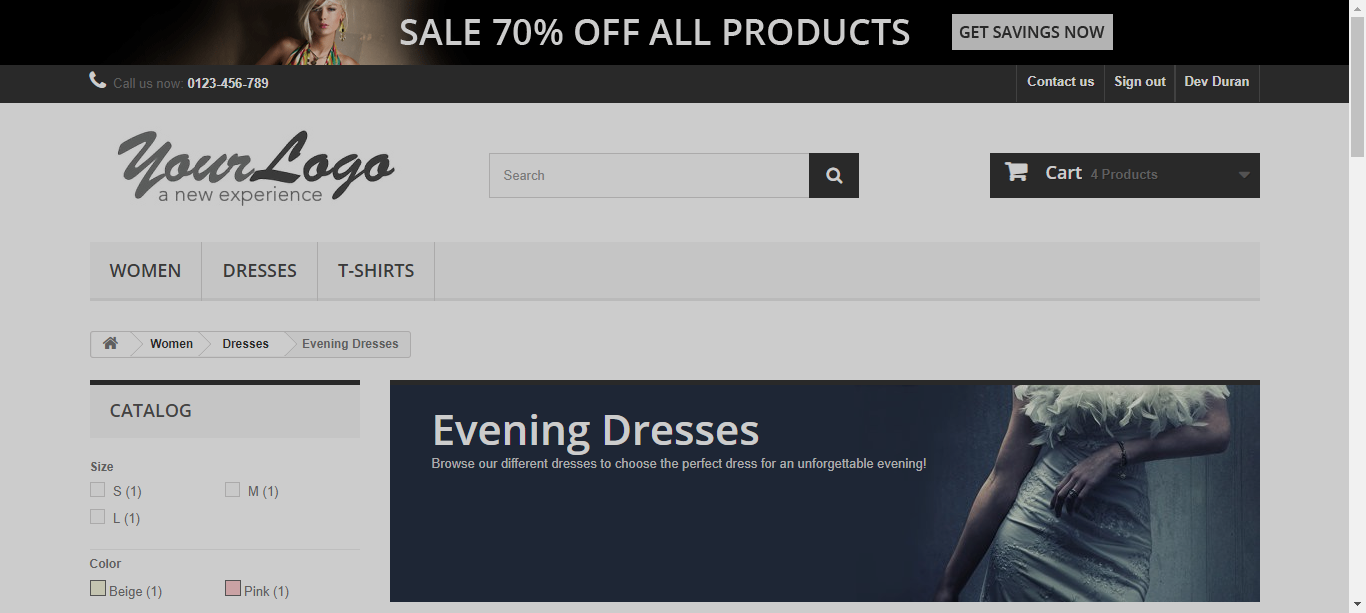 SALE 70% OFF ALL PRODUCTS GET SAVINGS NOW
Call us now: 0123-456-789 Contact us Sign out Dev Duran
YourLogo
a new experience
Search
Cart 4 Products
WOMEN DRESSES T-SHIRTS
Women Dresses Evening Dresses
CATALOG
Size
S (1) M (1)
L (1)
Color
Beige (1) Pink (1)
Evening Dresses
Browse our different dresses to choose the perfect dress for an unforgettable evening!